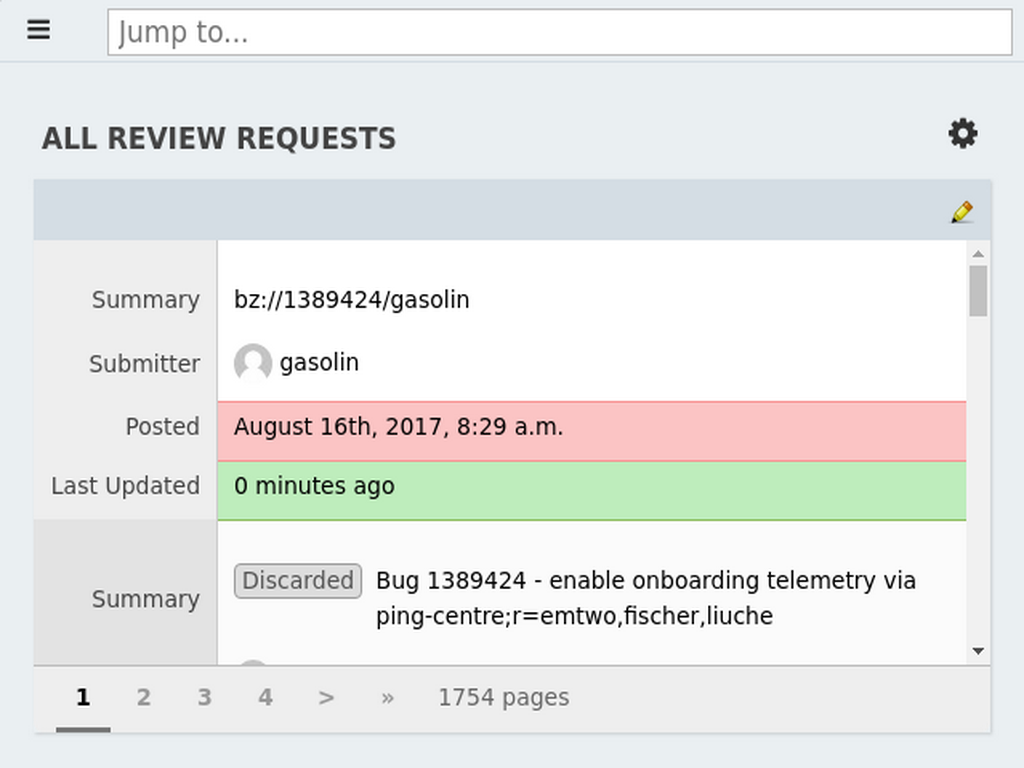 Jump to...
ALL REVIEW REQUESTS
Summary bz://1389424/gasolin
Submitter gasolin
Posted August 16th, 2017, 8:29 a.m.
Last Updated 0 minutes ago
Summary Discarded Bug 1389424 - enable onboarding telemetry via
ping-centre;r=emtwo,fischer,liuche
1 2 3 4 > » 1754 pages